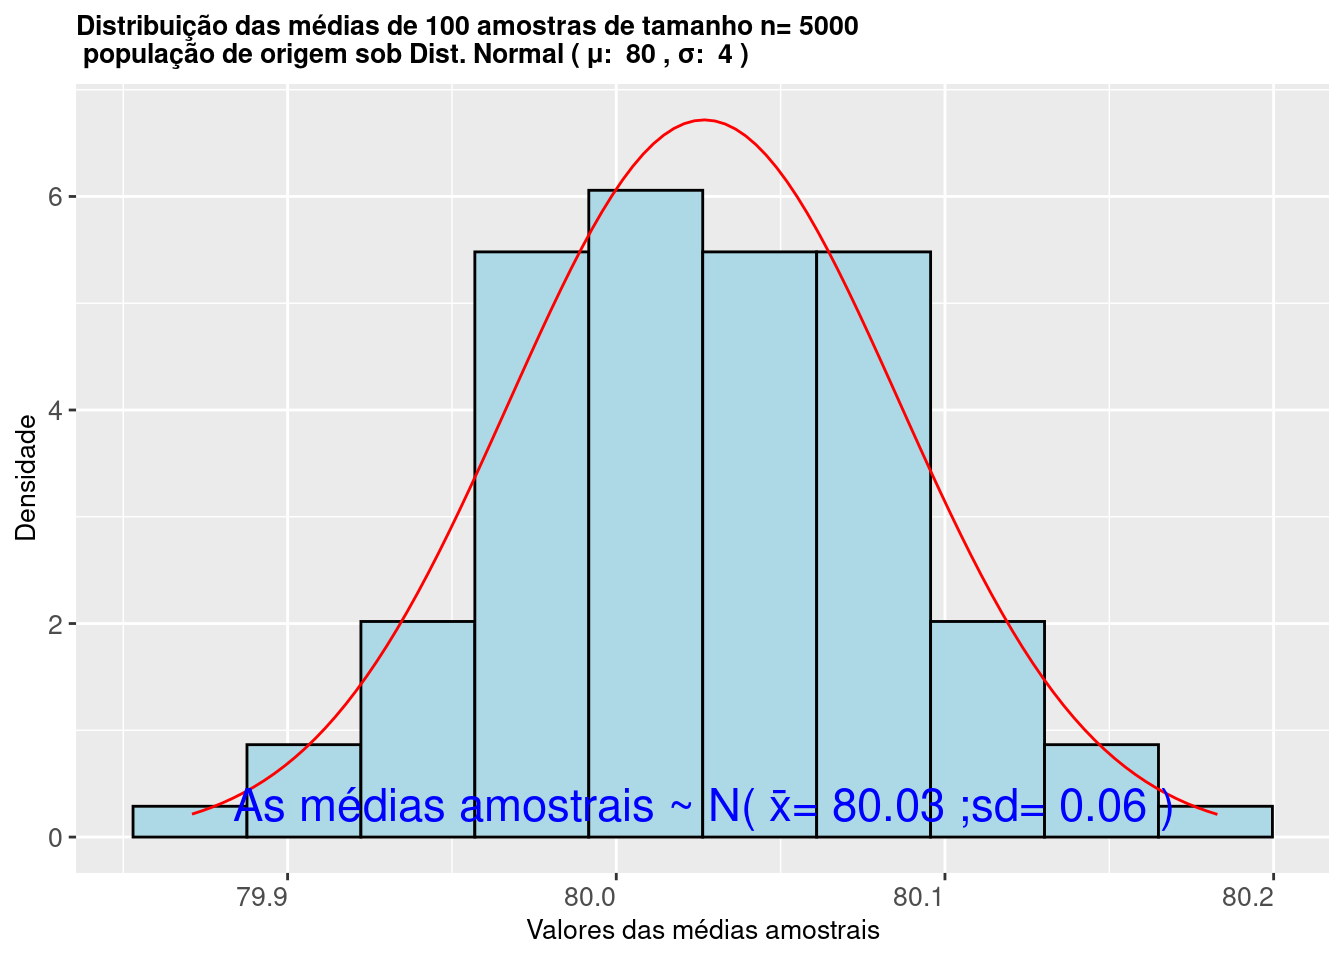 Distribuição das médias de 100 amostras de tamanho n= 5000
população de origem sob Dist. Normal ( μ:  80 , σ:  4 )
Densidade
6
4
2
0
As médias amostrais ~ N( x̄= 80.03 ;sd= 0.06 )
79.9 80.0 80.1 80.2
Valores das médias amostrais